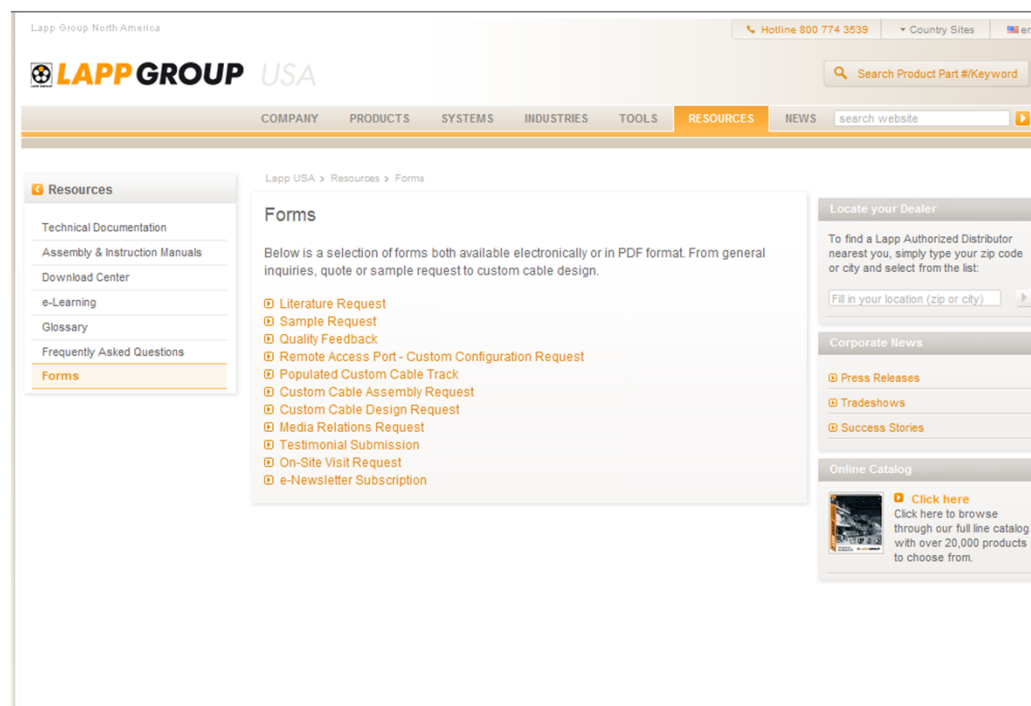 Lapp Group North America
Hotline 800 774 3539
Country Sites
en
LAPP GROUP USA
Search Product Part #/Keyword
COMPANY PRODUCTS SYSTEMS INDUSTRIES TOOLS RESOURCES NEWS search website
Resources
Technical Documentation
Assembly & Instruction Manuals
Download Center
e-Learning
Glossary
Frequently Asked Questions
Forms
Lapp USA > Resources > Forms
Forms
Below is a selection of forms both available electronically or in PDF format. From general
inquiries, quote or sample request to custom cable design.
Literature Request
Sample Request
Quality Feedback
Remote Access Port - Custom Configuration Request
Populated Custom Cable Track
Custom Cable Assembly Request
Custom Cable Design Request
Media Relations Request
Testimonial Submission
On-Site Visit Request
e-Newsletter Subscription
Locate your Dealer
To find a Lapp Authorized Distributor
nearest you, simply type your zip code
or city and select from the list:
Fill in your location (zip or city)
Corporate News
Press Releases
Tradeshows
Success Stories
Online Catalog
Click here
Click here to browse
through our full line catalog
with over 20,000 products
to choose from.